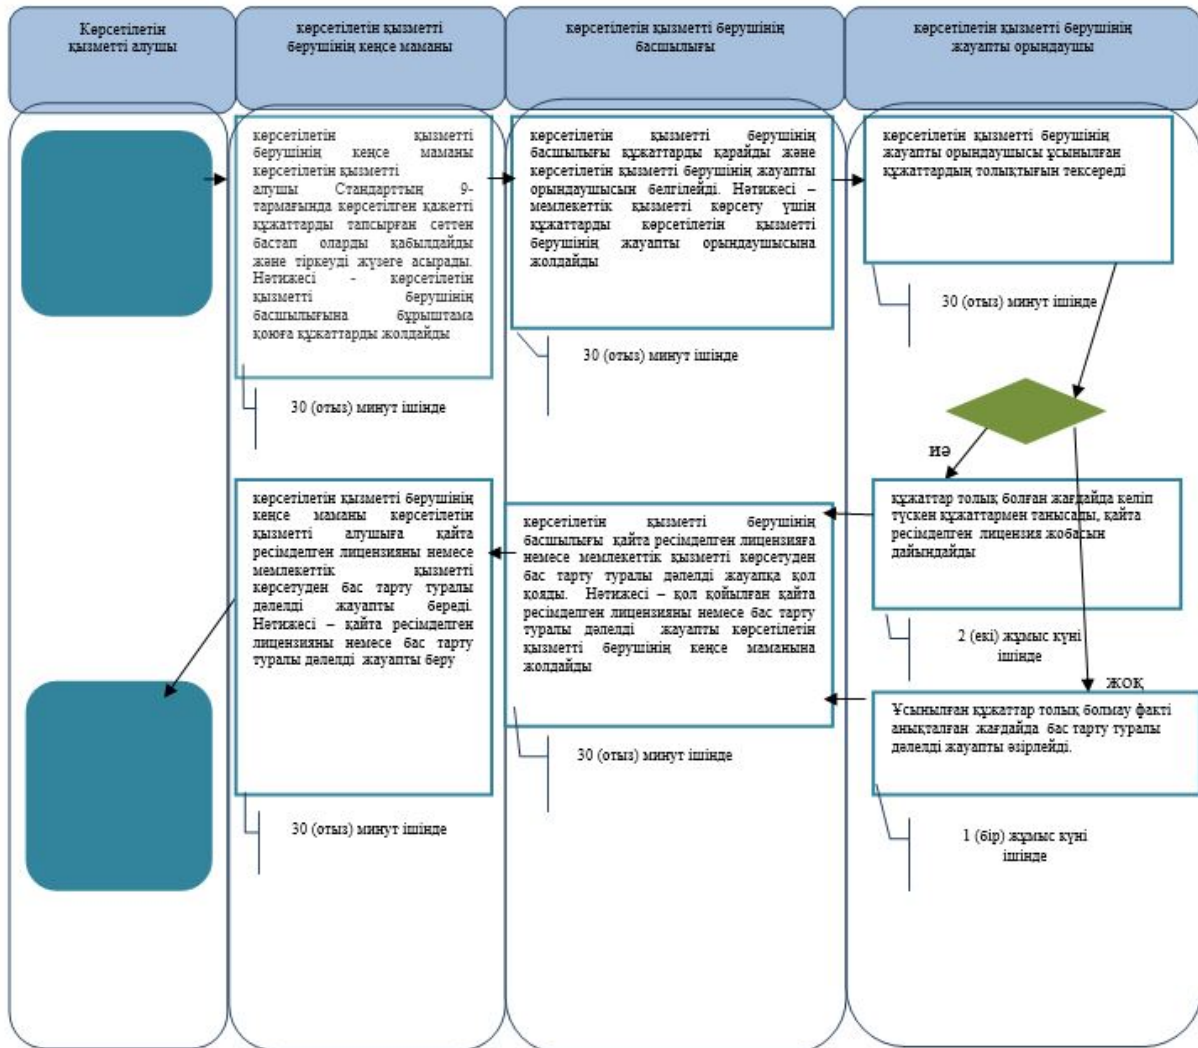 Көрсетілетін
қызметті алушы
көрсетілетін қызметті
берушінің кеңсе маманы
көрсетілетін қызметті берушінің
басшылығы
көрсетілетін қызметті берушінің
жауапты орындаушы
көрсетілетін қызметті
берушінің кеңсе маманы
көрсетілетін қызметті
алушы Стандарттың 9-
тармағында көрсетілген қажетті
құжаттарды тапсырған сәттен
бастап оларды қабылдайды
және тіркеуді жүзеге асырады.
Нәтижесі - көрсетілетін
қызметті берушінің
басшылығына бұрыштама
қоюға құжаттарды жолдайды
30 (отыз) минут ішінде
көрсетілетін қызметті берушінің
басшылығы құжаттарды қарайды және
көрсетілетін қызметті берушінің жауапты
орындаушысын белгілейді. Нәтижесі –
мемлекеттік қызметті көрсету үшін
құжаттарды көрсетілетін қызметті
берушінің жауапты орындаушысына
жолдайды
30 (отыз) минут ішінде
көрсетілетін қызметті берушінің
жауапты орындаушысы ұсынылған
құжаттардың толықтығын тексереді
30 (отыз) минут ішінде
иә
құжаттар толық болған жағдайда келіп
түскен құжаттармен танысады, қайта
ресімделген лицензия жобасын
дайындайды
2 (екі) жұмыс күні
ішінде
жоқ
Ұсынылған құжаттар толық болмау факті
анықталған жағдайда бас тарту туралы
дәлелді жауапты әзірлейді.
1 (бір) жұмыс күні
ішінде
көрсетілетін қызметті берушінің
басшылығы қайта ресімделген лицензияға
немесе мемлекеттік қызметті көрсетуден
бас тарту туралы дәлелді жауапқа қол
қояды. Нәтижесі – қол қойылған қайта
ресімделген лицензияны немесе бас тарту
туралы дәлелді жауапты көрсетілетін
қызметті берушінің кеңсе маманына
жолдайды
30 (отыз) минут ішінде
көрсетілетін қызметті берушінің
кеңсе маманы көрсетілетін
қызметті алушыға қайта
ресімделген лицензияны немесе
мемлекеттік қызметті
көрсетуден бас тарту туралы
дәлелді жауапты береді.
Нәтижесі – қайта ресімделген
лицензияны немесе бас тарту
туралы дәлелді жауапты беру
30 (отыз) минут ішінде